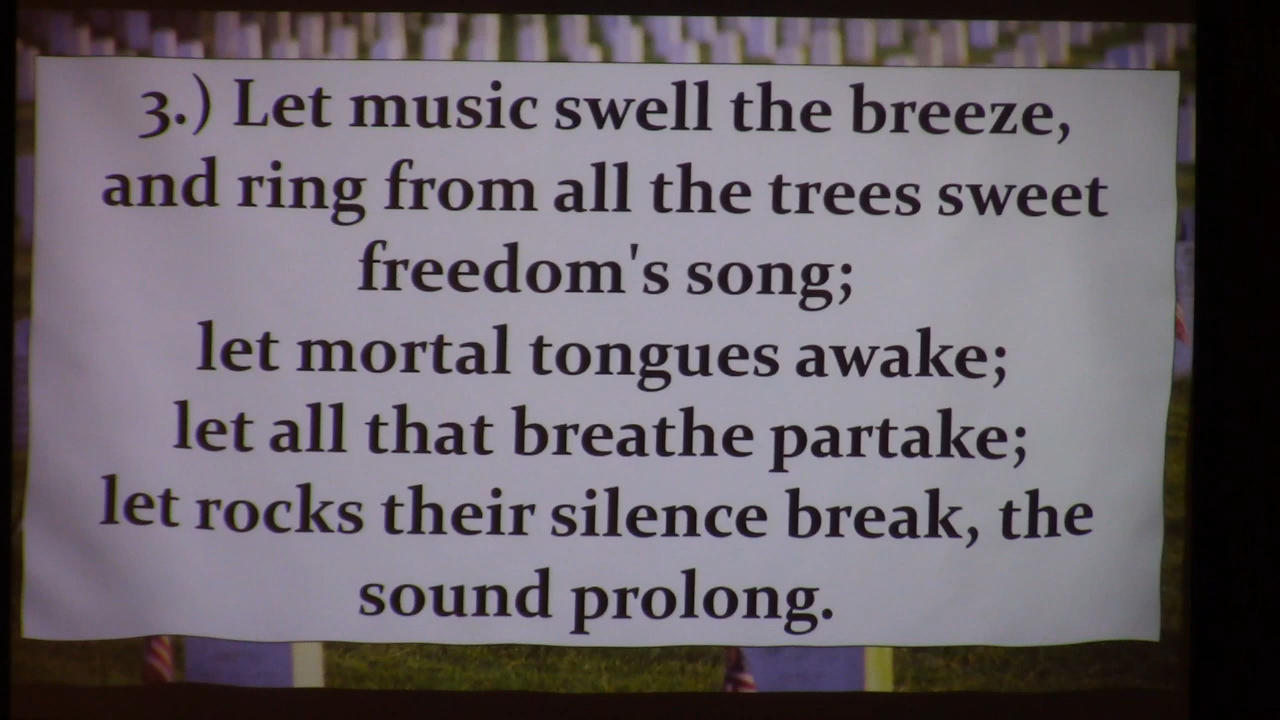 3.) Let music swell the breeze,
and ring from all the trees sweet
freedom's song;
let mortal tongues awake;
let all that breathe partake;
let rocks their silence break, the
sound prolong.